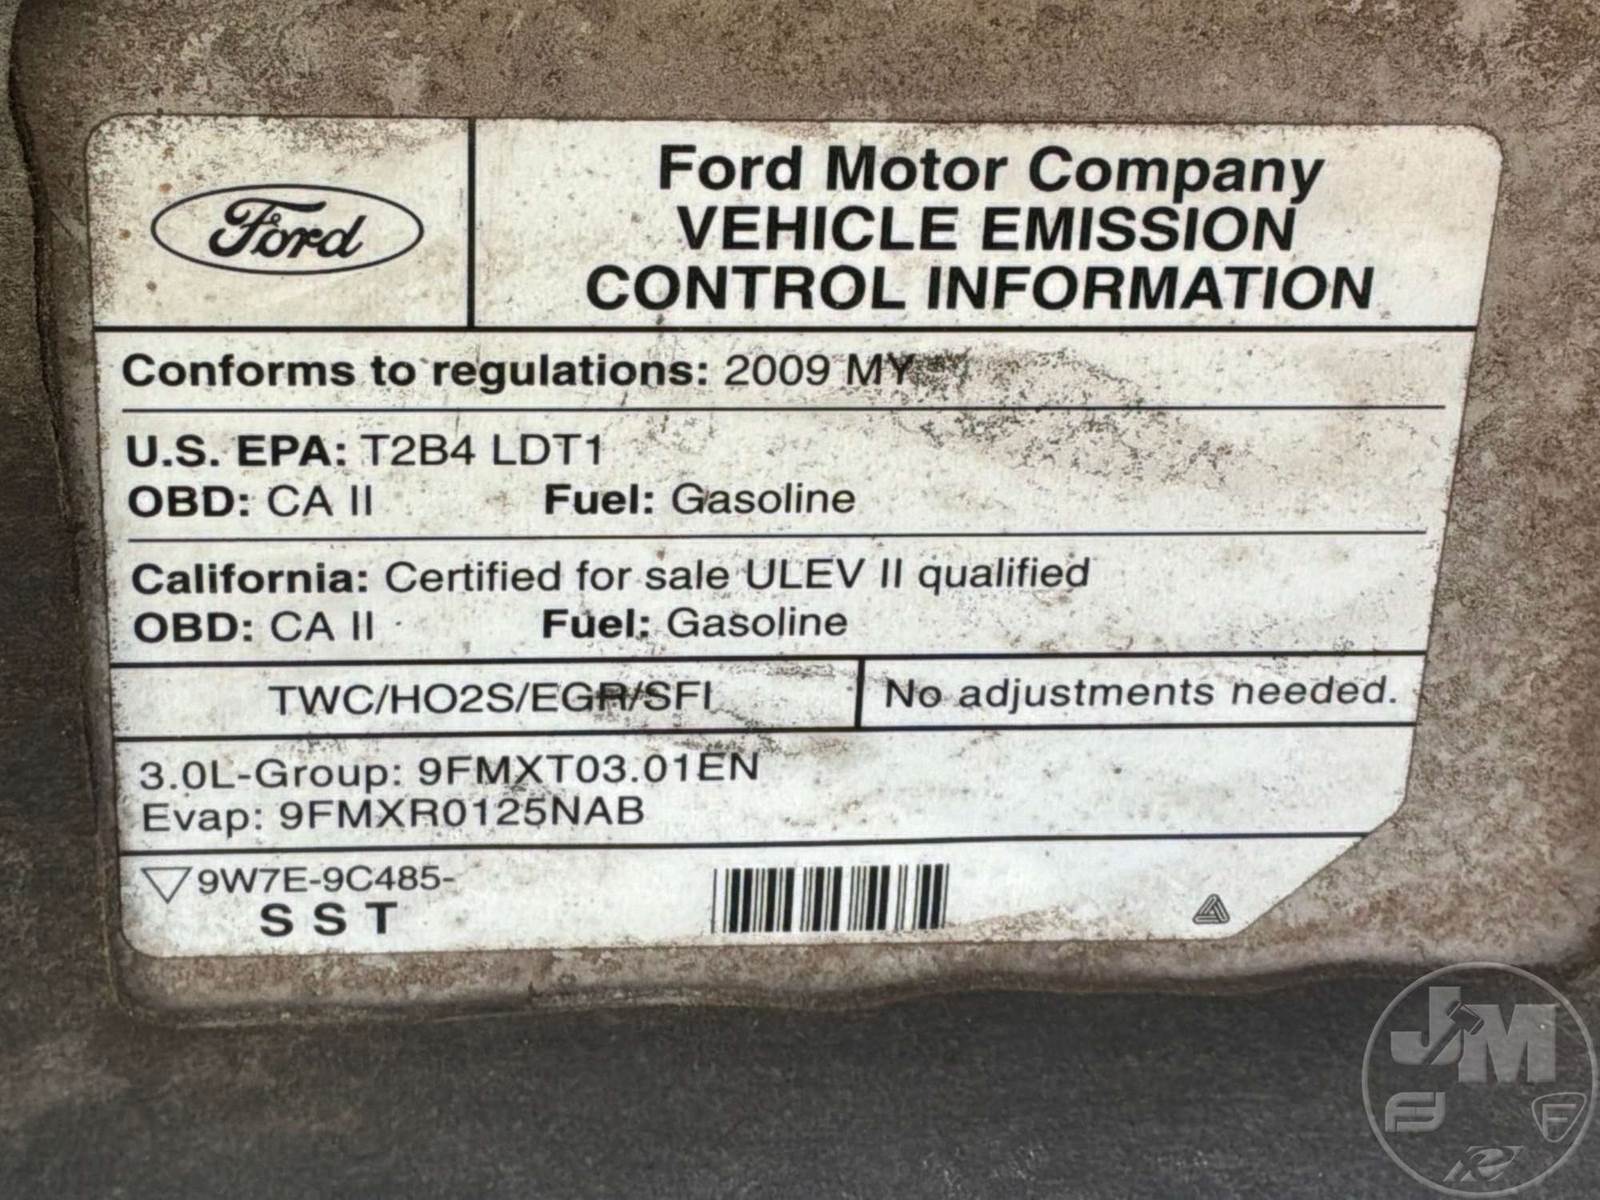 Ford
Ford Motor Company
VEHICLE EMISSION
CONTROL INFORMATION
Conforms to regulations: 2009 MY
U.S. EPA: T2B4 LDT1
OBD: CA II Fuel: Gasoline
California: Certified for sale ULEV II qualified
OBD: CA II Fuel: Gasoline
TWC/HO2S/EGR/SFI No adjustments needed.
3.0L-Group: 9FMXT03.01EN
Evap: 9FMXR0125NAB
9W7E-9C485-
SST
JM